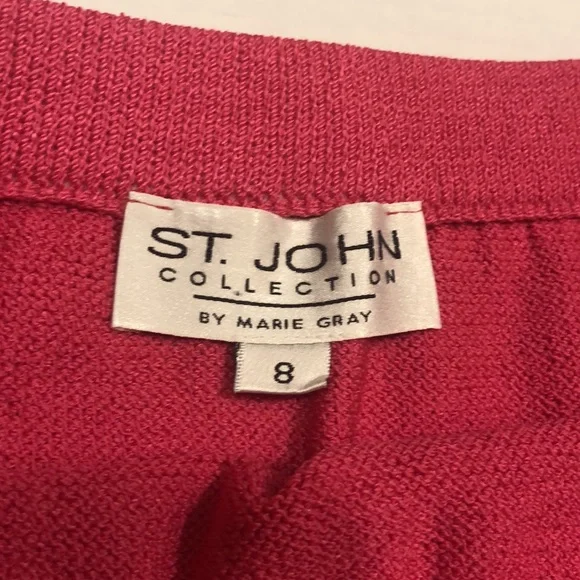 ST. JOHN
COLLECTION
BY MARIE GRAY
8